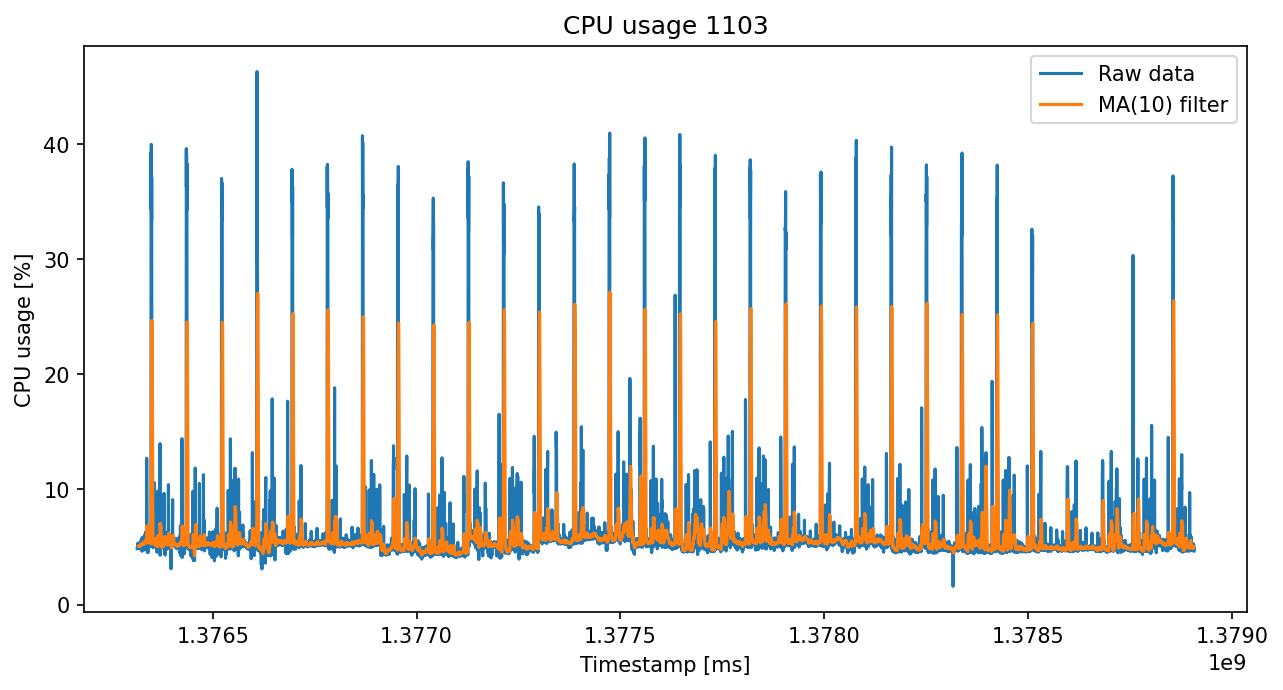 CPU usage 1103
Raw data
MA(10) filter
CPU usage [%]
40
30
20
10
0
1.3765
1.3770
1.3775
1.3780
1.3785
1.3790
1e9
Timestamp [ms]